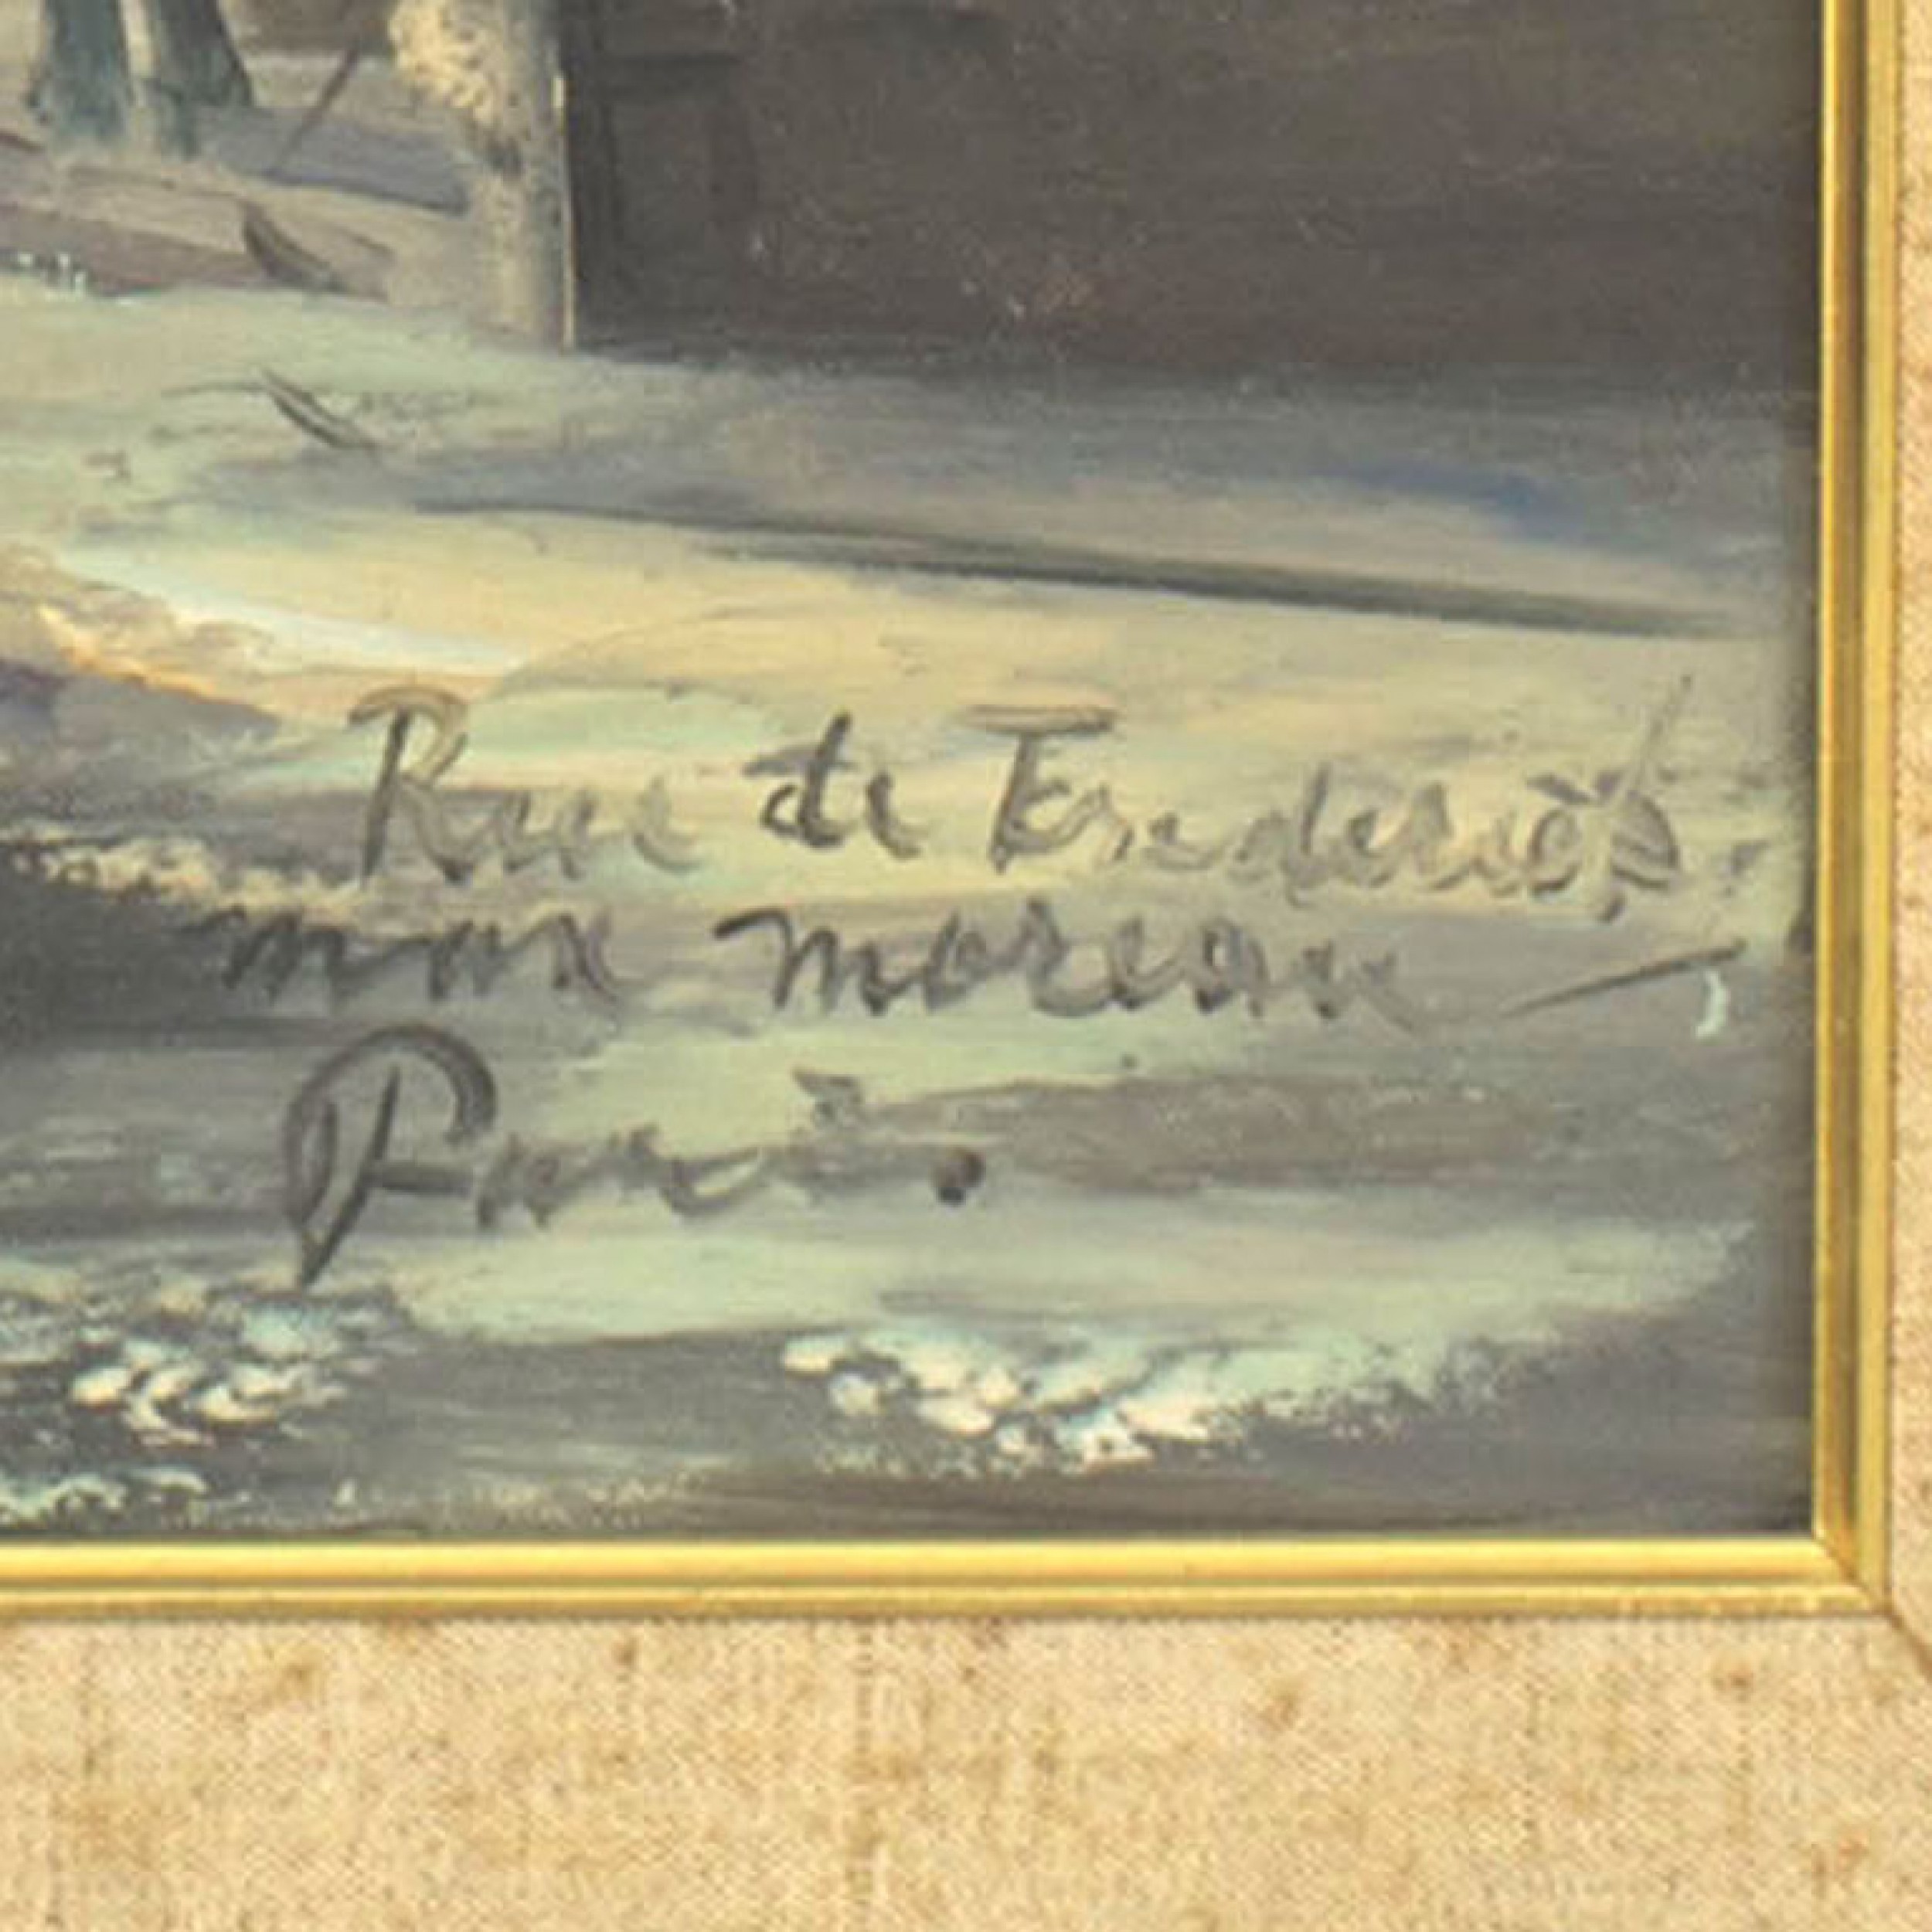 Rue de Frederick
max moreau
Paris.